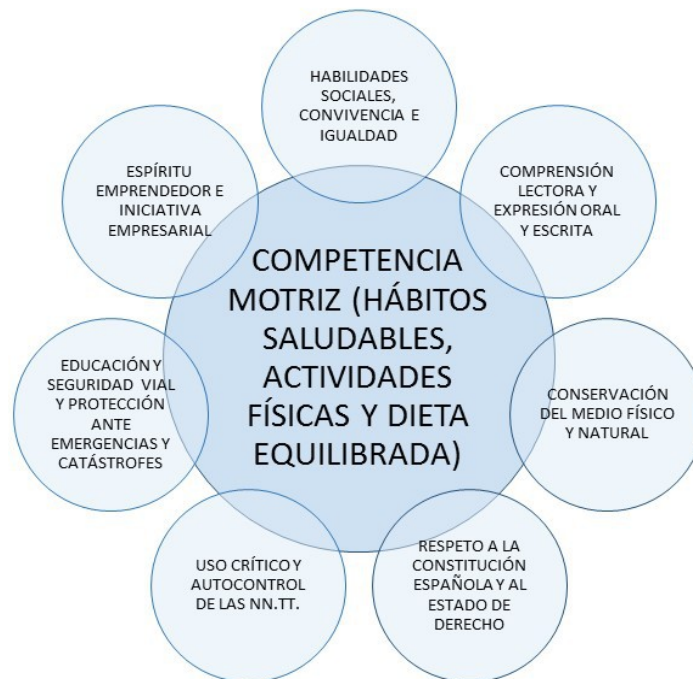 HABILIDADES
SOCIALES,
CONVIVENCIA E
IGUALDAD
COMPRENSIÓN
LECTORA Y
EXPRESIÓN ORAL
Y ESCRITA
CONSERVACIÓN
DEL MEDIO FÍSICO
Y NATURAL
RESPETO A LA
CONSTITUCIÓN
ESPAÑOLA Y AL
ESTADO DE
DERECHO
USO CRÍTICO Y
AUTOCONTROL
DE LAS NN.TT.
EDUCACIÓN Y
SEGURIDAD VIAL
Y PROTECCIÓN
ANTE
EMERGENCIAS Y
CATÁSTROFES
ESPÍRITU
EMPRENDEDOR E
INICIATIVA
EMPRESARIAL
COMPETENCIA
MOTRIZ (HÁBITOS
SALUDABLES,
ACTIVIDADES
FÍSICAS Y DIETA
EQUILIBRADA)